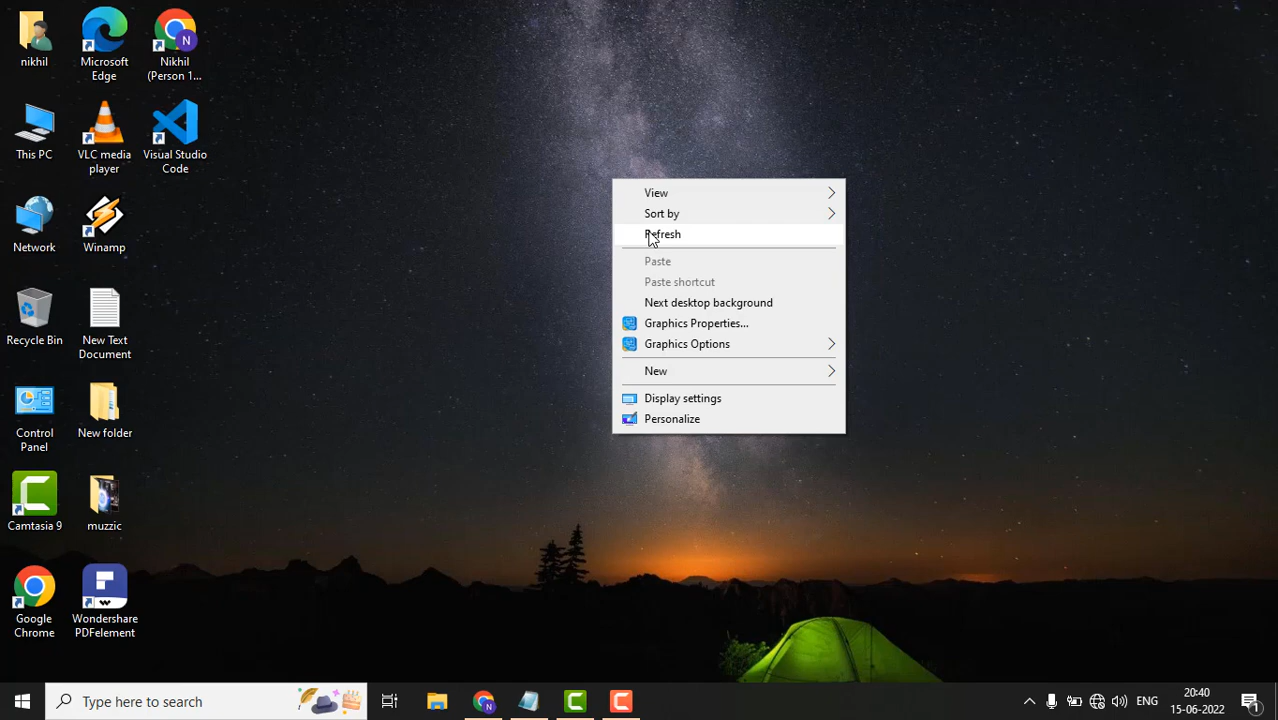 nikhil
Microsoft
Edge
N
Nikhil
(Person 1...
This PC
VLC media
player
Visual Studio
Code
Network
Winamp
Recycle Bin
New Text
Document
Control
Panel
New folder
Camtasia 9
muzzic
Google
Chrome
Wondershare
PDFelement
View
Sort by
Refresh
Paste
Paste shortcut
Next desktop background
Graphics Properties...
Graphics Options
New
Display settings
Personalize
Type here to search
N
ENG
20:40
15-06-2022
1